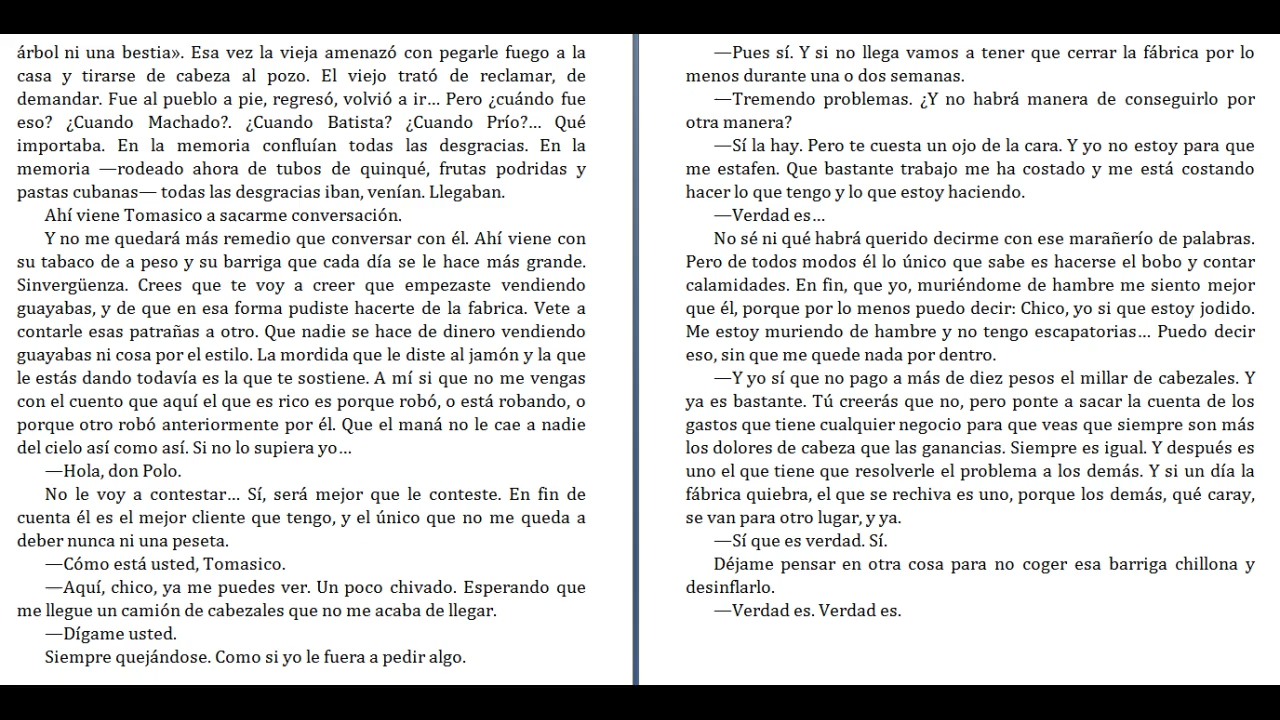 árbol ni una bestia». Esa vez la vieja amenazó con pegarle fuego a la
casa y tirarse de cabeza al pozo. El viejo trató de reclamar, de
demandar. Fue al pueblo a pie, regresó, volvió a ir... Pero ¿cuándo fue
eso? ¿Cuando Machado?. ¿Cuando Batista? ¿Cuando Prío?... Qué
importaba. En la memoria confluían todas las desgracias. En la
memoria —rodeado ahora de tubos de quinqué, frutas podridas y
pastas cubanas— todas las desgracias iban, venían. Llegaban.
Ahí viene Tomasico a sacarme conversación.
Y no me quedará más remedio que conversar con él. Ahí viene con
su tabaco de a peso y su barriga que cada día se le hace más grande.
Sinvergüenza. Crees que te voy a creer que empezaste vendiendo
guayabas, y de que en esa forma pudiste hacerte de la fabrica. Vete a
contarle esas patrañas a otro. Que nadie se hace de dinero vendiendo
guayabas ni cosa por el estilo. La mordida que le diste al jamón y la que
le estás dando todavía es la que te sostiene. A mí si que no me vengas
con el cuento que aquí el que es rico es porque robó, o está robando, o
porque otro robó anteriormente por él. Que el maná no le cae a nadie
del cielo así como así. Si no lo supiera yo...
—Hola, don Polo.
No le voy a contestar... Sí, será mejor que le conteste. En fin de
cuenta él es el mejor cliente que tengo, y el único que no me queda a
deber nunca ni una peseta.
—Cómo está usted, Tomasico.
—Aquí, chico, ya me puedes ver. Un poco chivado. Esperando que
me llegue un camión de cabezales que no me acaba de llegar.
—Dígame usted.
Siempre quejándose. Como si yo le fuera a pedir algo.
—Pues sí. Y si no llega vamos a tener que cerrar la fábrica por lo
menos durante una o dos semanas.
—Tremendo problemas. ¿Y no habrá manera de conseguirlo por
otra manera?
—Sí la hay. Pero te cuesta un ojo de la cara. Y yo no estoy para que
me estafen. Que bastante trabajo me ha costado y me está costando
hacer lo que tengo y lo que estoy haciendo.
—Verdad es...
No sé ni qué habrá querido decirme con ese marañerío de palabras.
Pero de todos modos él lo único que sabe es hacerse el bobo y contar
calamidades. En fin, que yo, muriéndome de hambre me siento mejor
que él, porque por lo menos puedo decir: Chico, yo si que estoy jodido.
Me estoy muriendo de hambre y no tengo escapatorias... Puedo decir
eso, sin que me quede nada por dentro.
—Y yo sí que no pago a más de diez pesos el millar de cabezales. Y
ya es bastante. Tú creerás que no, pero ponte a sacar la cuenta de los
gastos que tiene cualquier negocio para que veas que siempre son más
los dolores de cabeza que las ganancias. Siempre es igual. Y después es
uno el que tiene que resolverle el problema a los demás. Y si un día la
fábrica quiebra, el que se rechiva es uno, porque los demás, qué caray,
se van para otro lugar, y ya.
—Sí que es verdad. Sí.
Déjame pensar en otra cosa para no coger esa barriga chillona y
desinflarlo.
—Verdad es. Verdad es.